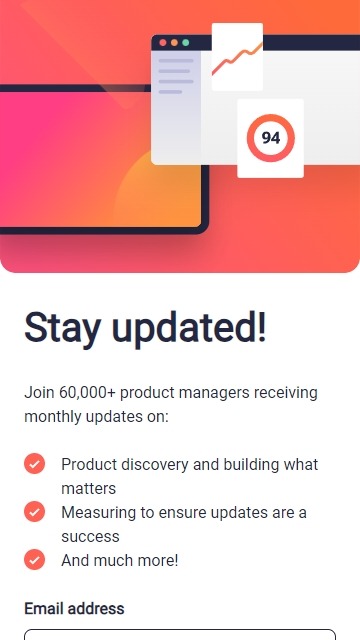 94
Stay updated!
Join 60,000+ product managers receiving
monthly updates on:
Product discovery and building what
matters
Measuring to ensure updates are a
success
And much more!
Email address